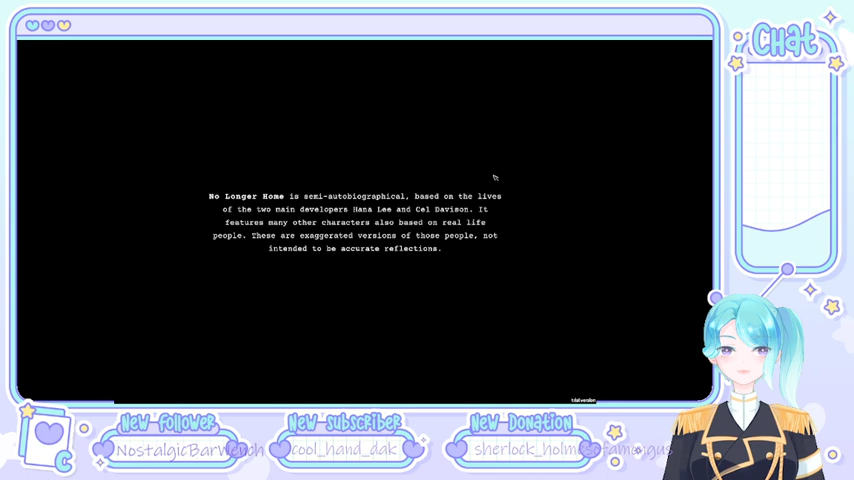 Chat
No Longer Home is semi-autobiographical, based on the lives
of the two main developers Hana Lee and Cel Davison. It
features many other characters also based on real life
people. These are exaggerated versions of those people, not
intended to be accurate reflections.
New follower
New subscriber
New Donation
NostalgicBarWench
cool_hand_dak
sherlock_holmesofamongus